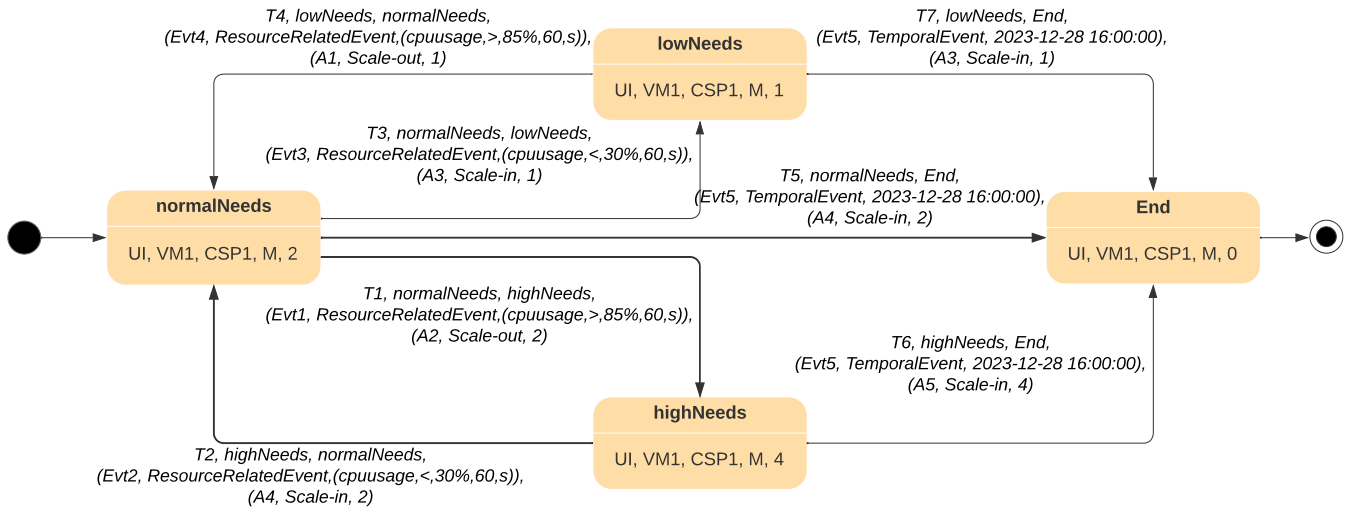 T4, lowNeeds, normalNeeds,
(Evt4, ResourceRelatedEvent,(cpuusage,>,85%,60,s)),
(A1, Scale-out, 1)
lowNeeds
UI, VM1, CSP1, M, 1
T7, lowNeeds, End,
(Evt5, TemporalEvent, 2023-12-28 16:00:00),
(A3, Scale-in, 1)
T3, normalNeeds, lowNeeds,
(Evt3, ResourceRelatedEvent,(cpuusage,<,30%,60,s)),
(A3, Scale-in, 1)
T5, normalNeeds, End,
(Evt5, TemporalEvent, 2023-12-28 16:00:00),
(A4, Scale-in, 2)
normalNeeds
UI, VM1, CSP1, M, 2
End
UI, VM1, CSP1, M, 0
T1, normalNeeds, highNeeds,
(Evt1, ResourceRelatedEvent,(cpuusage,>,85%,60,s)),
(A2, Scale-out, 2)
T6, highNeeds, End,
(Evt5, TemporalEvent, 2023-12-28 16:00:00),
(A5, Scale-in, 4)
highNeeds
UI, VM1, CSP1, M, 4
T2, highNeeds, normalNeeds,
(Evt2, ResourceRelatedEvent,(cpuusage,<,30%,60,s)),
(A4, Scale-in, 2)